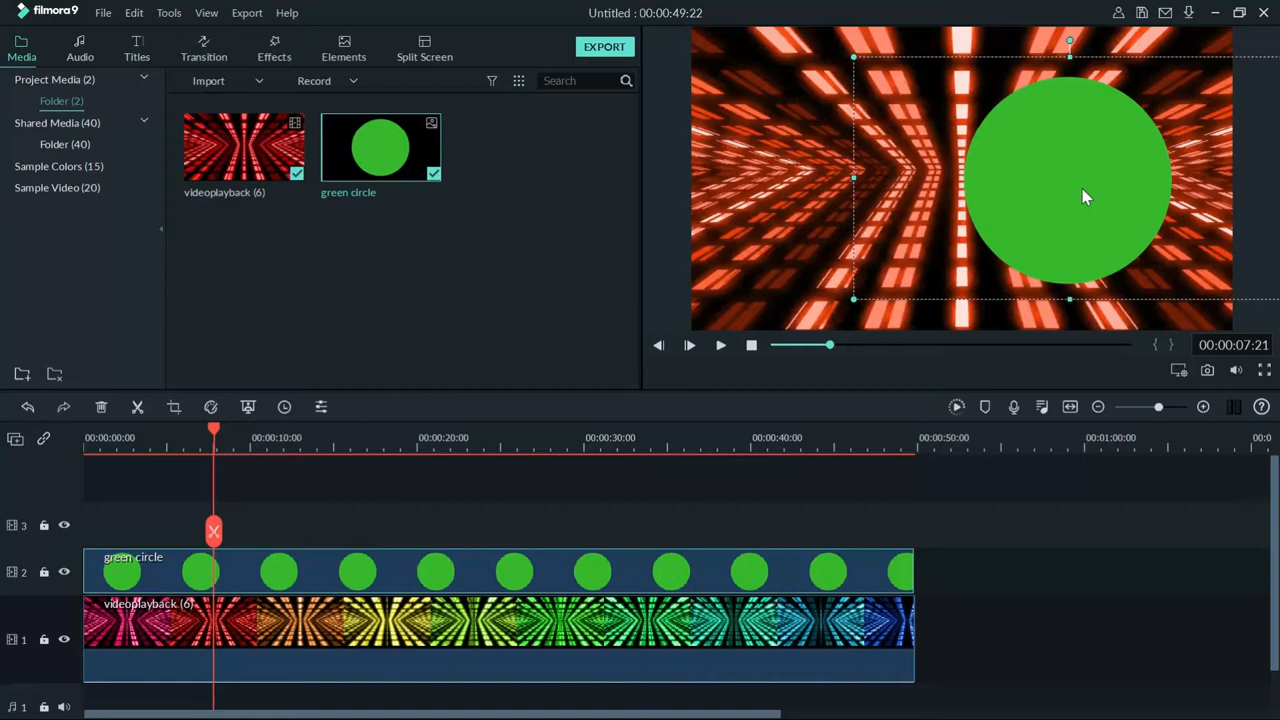 filmora9 File Edit Tools View Export Help Untitled : 00:00:49:22
Media Audio Titles Transition Effects Elements Split Screen EXPORT
Project Media (2)
Folder (2)
Shared Media (40)
Folder (40)
Sample Colors (15)
Sample Video (20)
Import Record Search
videoplayback (6) green circle
00:00:07:21
00:00:00:00 00:00:10:00 00:00:20:00 00:00:30:00 00:00:40:00 00:00:50:00 00:01:00:00 00:0
3
green circle
2
videoplayback (6)
1
1